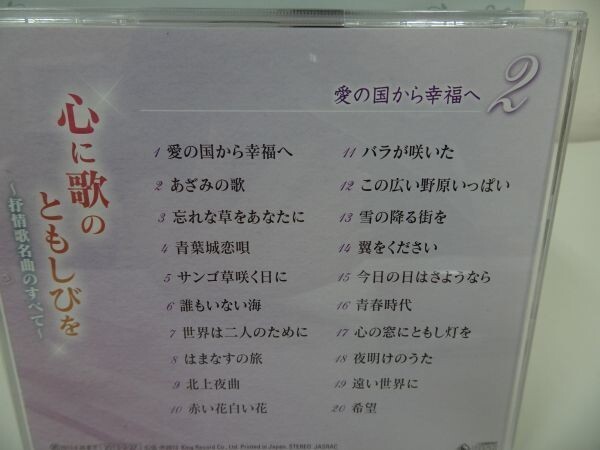 心に歌の
ともしびを
～抒情歌名曲のすべて～
愛の国から幸福へ 2
1 愛の国から幸福へ
2 あざみの歌
3 忘れな草をあなたに
4 青葉城恋唄
5 サンゴ草咲く日に
6 誰もいない海
7 世界は二人のために
8 はまなすの旅
9 北上夜曲
10 赤い花白い花
11 バラが咲いた
12 この広い野原いっぱい
13 雪の降る街を
14 翼をください
15 今日の日はさようなら
16 青春時代
17 心の窓にともし灯を
18 夜明けのうた
19 遠い世界に
20 希望
King Record Co., Ltd. Printed in Japan. STEREO JASRAC